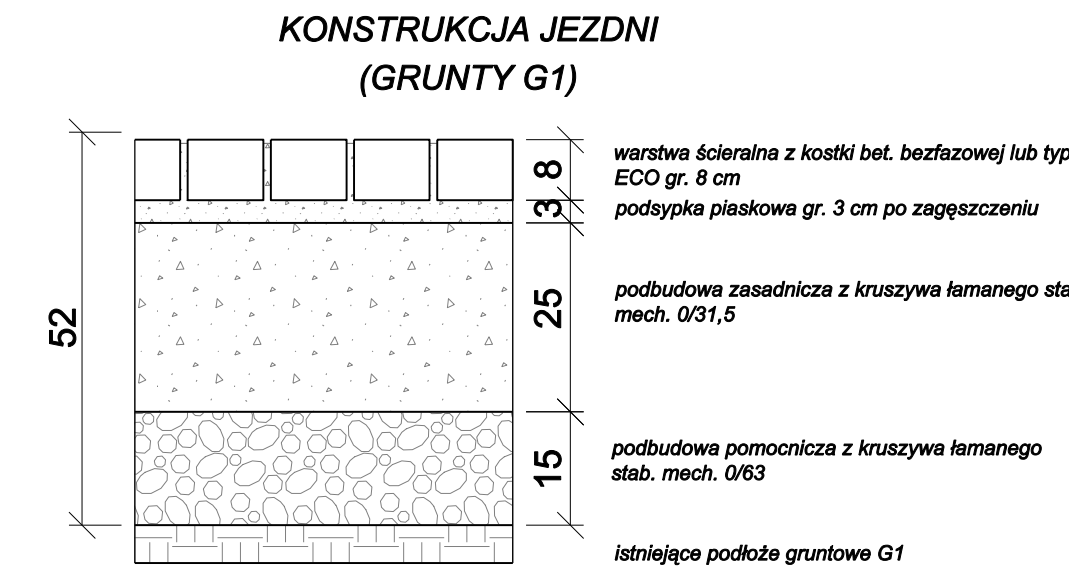 KONSTRUKCJA JEZDNI
(GRUNTY G1)
52
8
warstwa ścieralna z kostki bet. bezfazowej lub typ
ECO gr. 8 cm
3
podsypka piaskowa gr. 3 cm po zagęszczeniu
25
podbudowa zasadnicza z kruszywa łamanego sta
mech. 0/31,5
15
podbudowa pomocnicza z kruszywa łamanego
stab. mech. 0/63
istniejące podłoże gruntowe G1